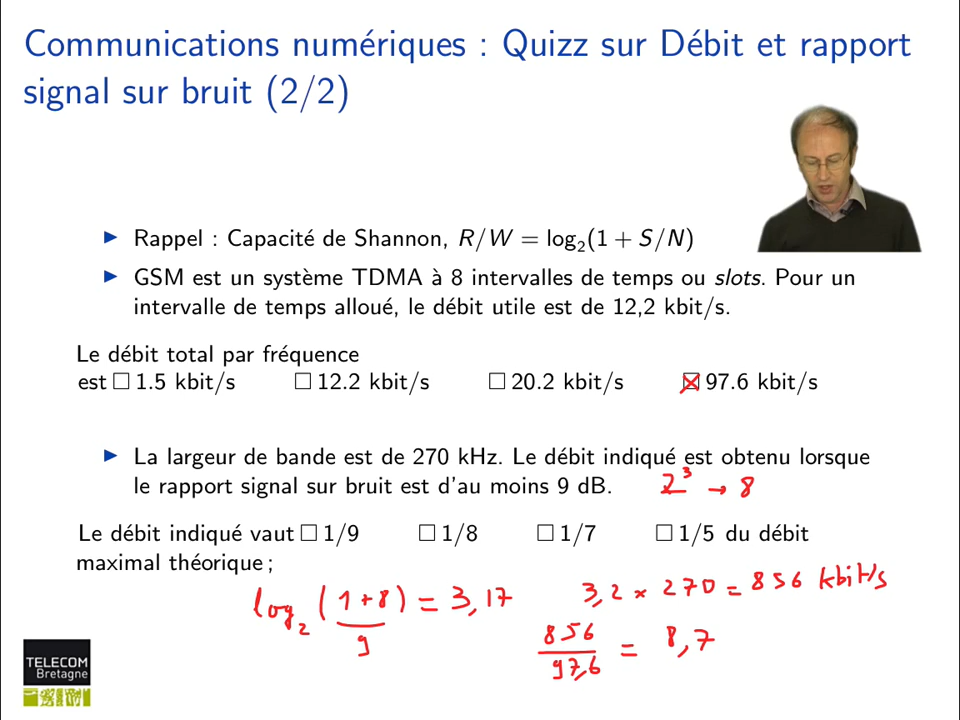 Communications numériques : Quizz sur Débit et rapport
signal sur bruit (2/2)
▶ Rappel : Capacité de Shannon, R/W = log₂(1 + S/N)
▶ GSM est un système TDMA à 8 intervalles de temps ou slots. Pour un
intervalle de temps alloué, le débit utile est de 12,2 kbit/s.
Le débit total par fréquence
est ☐ 1.5 kbit/s ☐ 12.2 kbit/s ☐ 20.2 kbit/s ☒ 97.6 kbit/s
▶ La largeur de bande est de 270 kHz. Le débit indiqué est obtenu lorsque
le rapport signal sur bruit est d'au moins 9 dB. 2³ → 8
Le débit indiqué vaut ☐ 1/9 ☐ 1/8 ☐ 1/7 ☐ 1/5 du débit
maximal théorique ;
log₂ (1+8) = 3,17
9
3,2 × 270 = 856 kbit/s
856
97,6 = 8,7
TELECOM
Bretagne